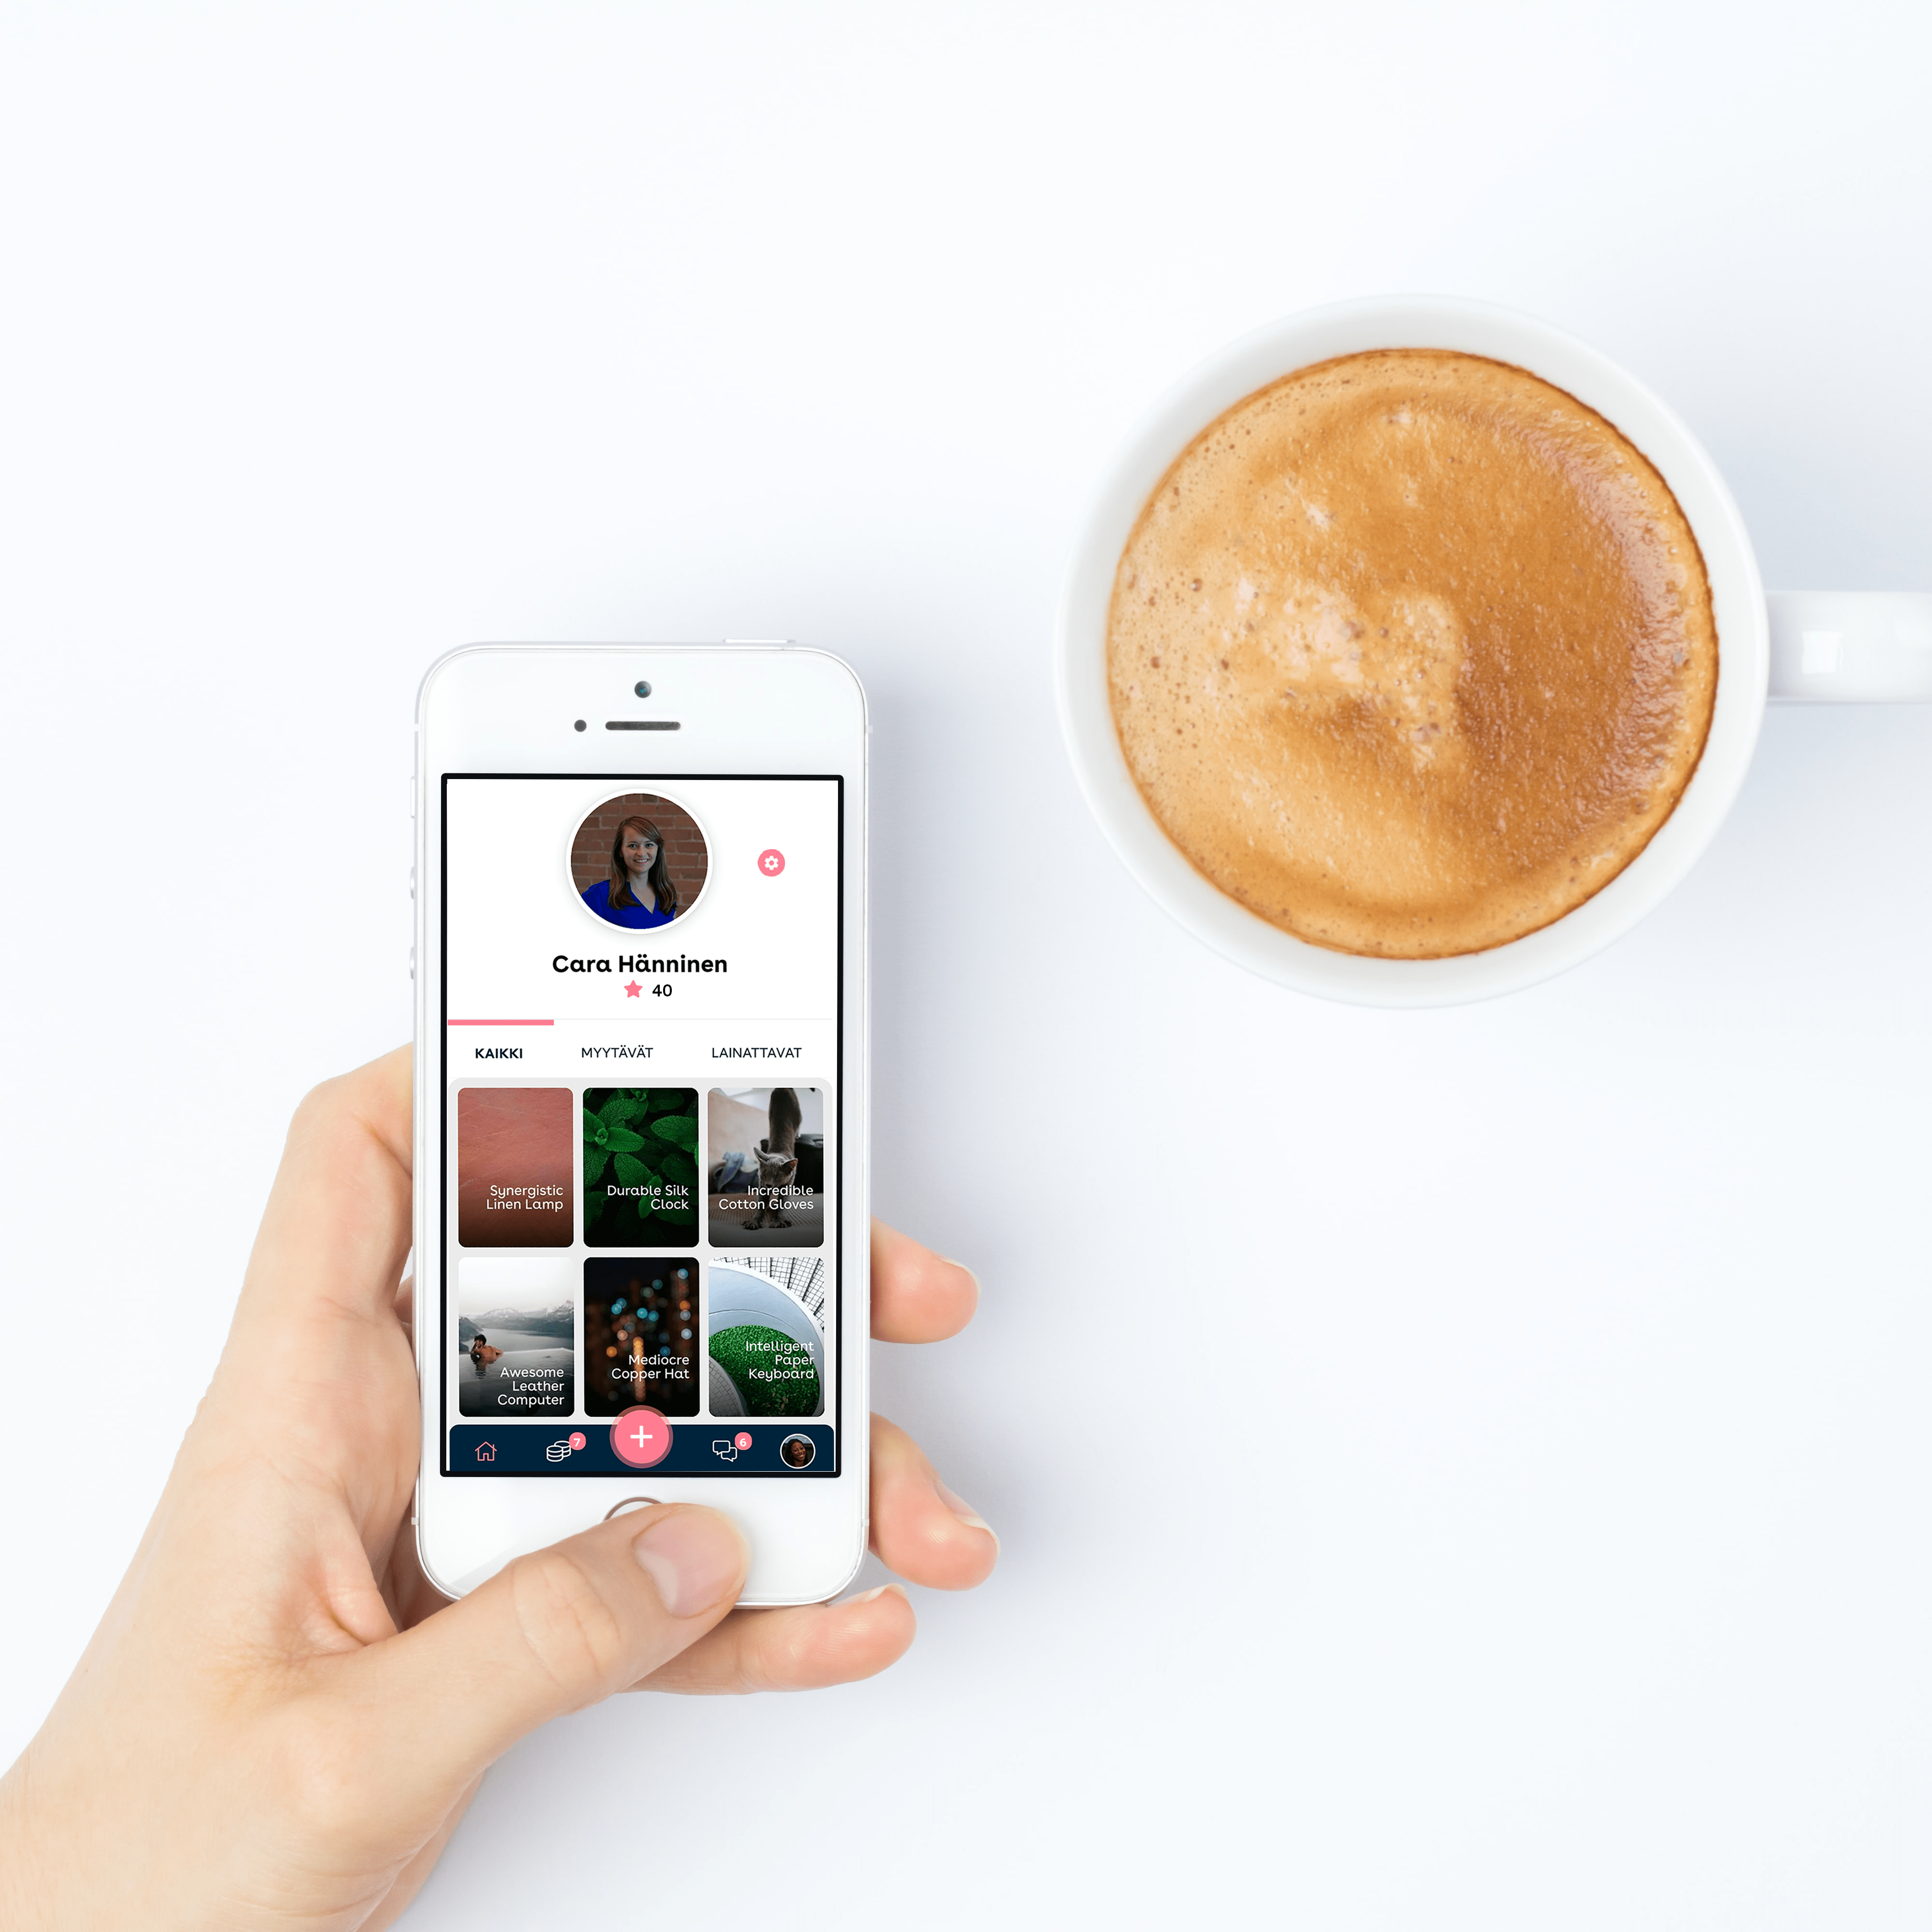 Cara Hänninen
40
KAIKKI MYYTÄVÄT LAINATTAVAT
Synergistic
Linen Lamp
Durable Silk
Clock
Incredible
Cotton Gloves
Awesome
Leather
Computer
Mediocre
Copper Hat
Intelligent
Paper
Keyboard
7
6